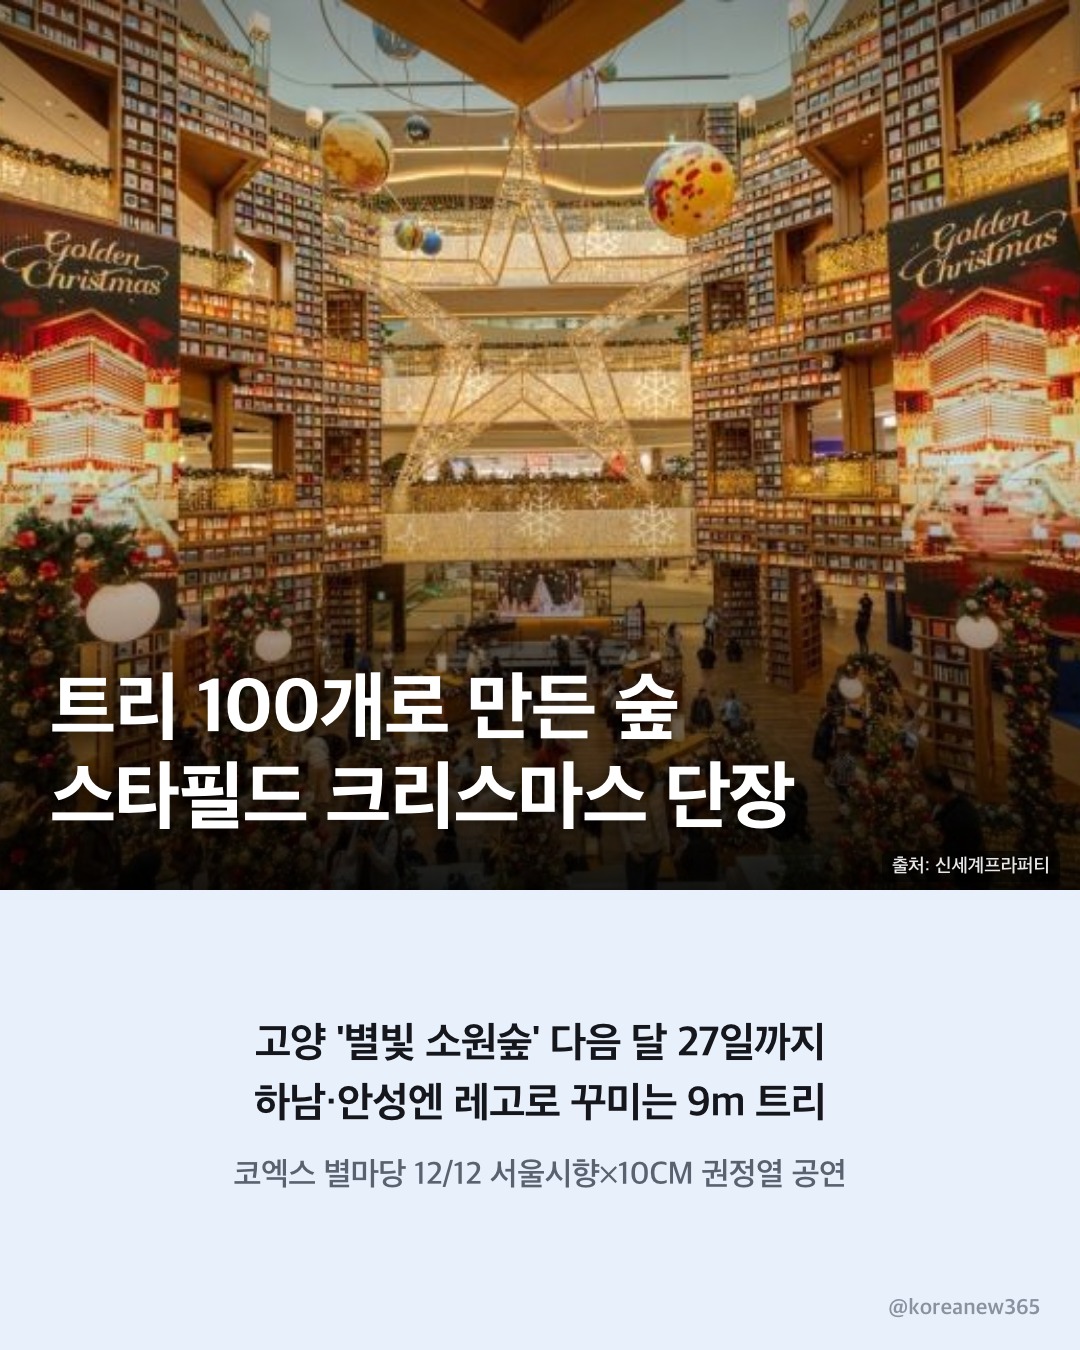 Golden
Christmas
Golden
Christmas
트리 100개로 만든 숲
스타필드 크리스마스 단장
출처: 신세계프라퍼티
고양 '별빛 소원숲' 다음 달 27일까지
하남·안성엔 레고로 꾸미는 9m 트리
코엑스 별마당 12/12 서울시향×10CM 권정열 공연
@koreanew365